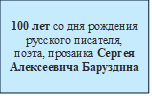 100 лет со дня рождения
русского писателя,
поэта, прозаика Сергея
Алексеевича Баруздина